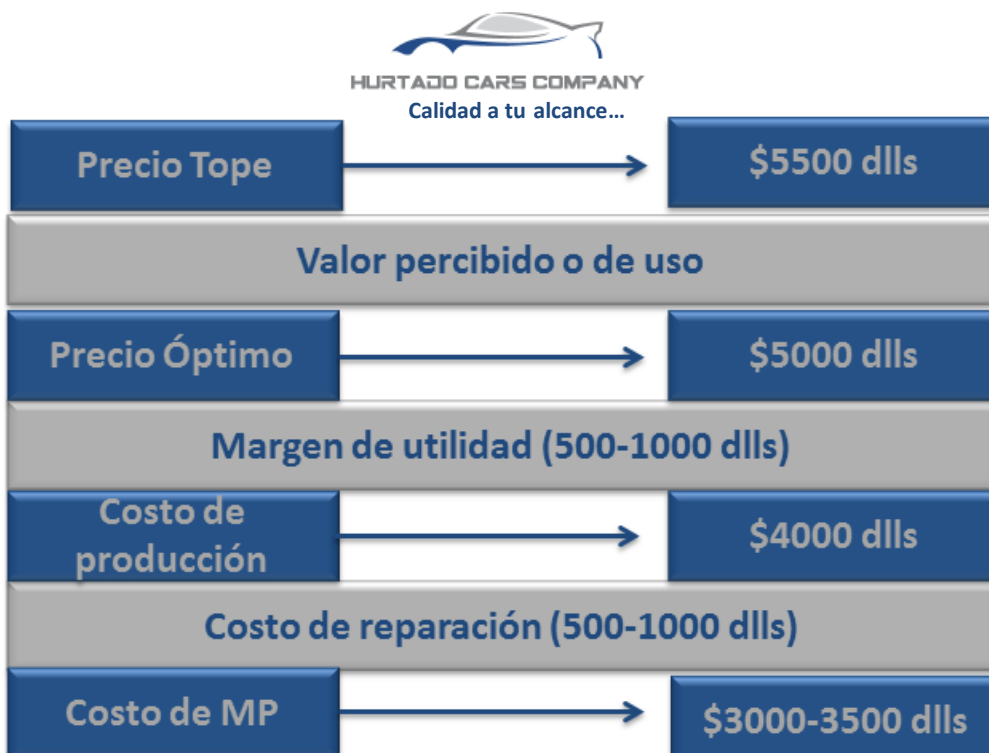 HURTADO CARS COMPANY
Calidad a tu alcance...
Precio Tope
$5500 dlls
Valor percibido o de uso
Precio Óptimo
$5000 dlls
Margen de utilidad (500-1000 dlls)
Costo de
producción
$4000 dlls
Costo de reparación (500-1000 dlls)
Costo de MP
$3000-3500 dlls